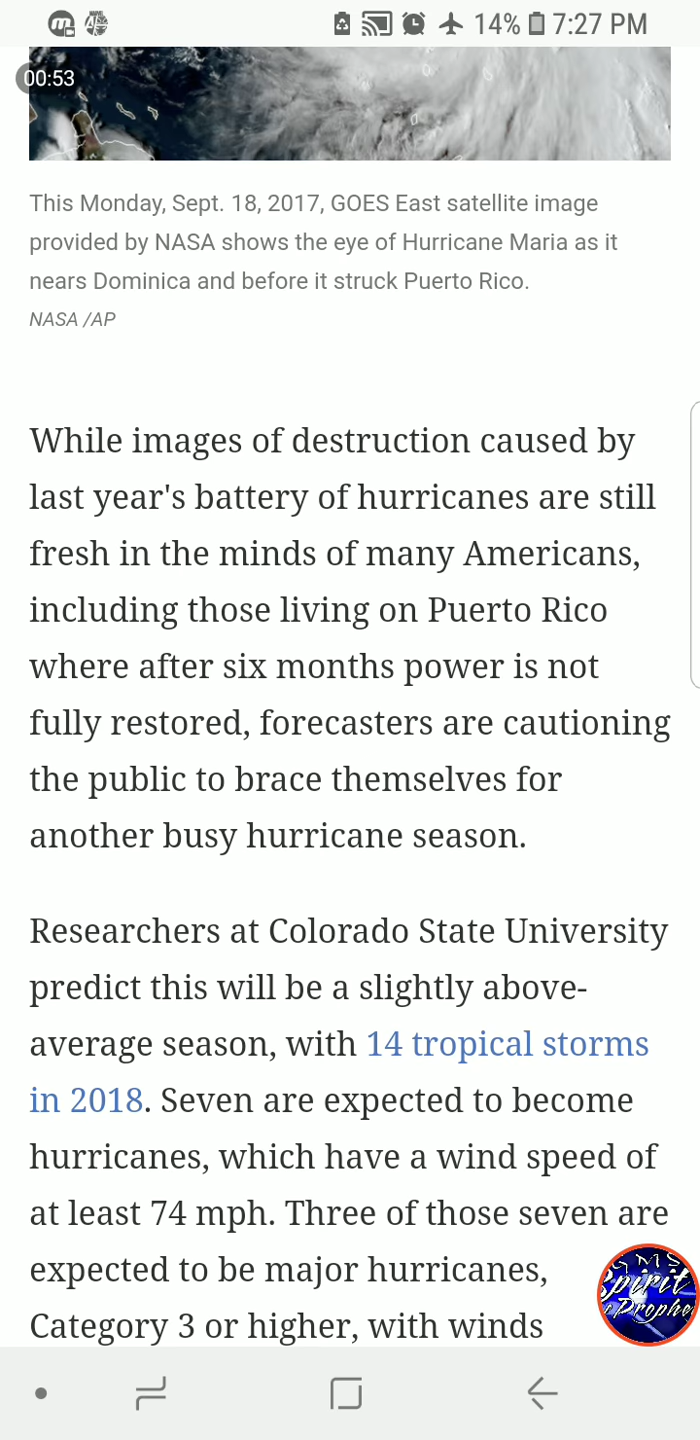 14% 7:27 PM
00:53
This Monday, Sept. 18, 2017, GOES East satellite image
provided by NASA shows the eye of Hurricane Maria as it
nears Dominica and before it struck Puerto Rico.
NASA /AP
While images of destruction caused by
last year's battery of hurricanes are still
fresh in the minds of many Americans,
including those living on Puerto Rico
where after six months power is not
fully restored, forecasters are cautioning
the public to brace themselves for
another busy hurricane season.
Researchers at Colorado State University
predict this will be a slightly above-
average season, with 14 tropical storms
in 2018. Seven are expected to become
hurricanes, which have a wind speed of
at least 74 mph. Three of those seven are
expected to be major hurricanes,
Category 3 or higher, with winds
GMS
Spirit
Prophe